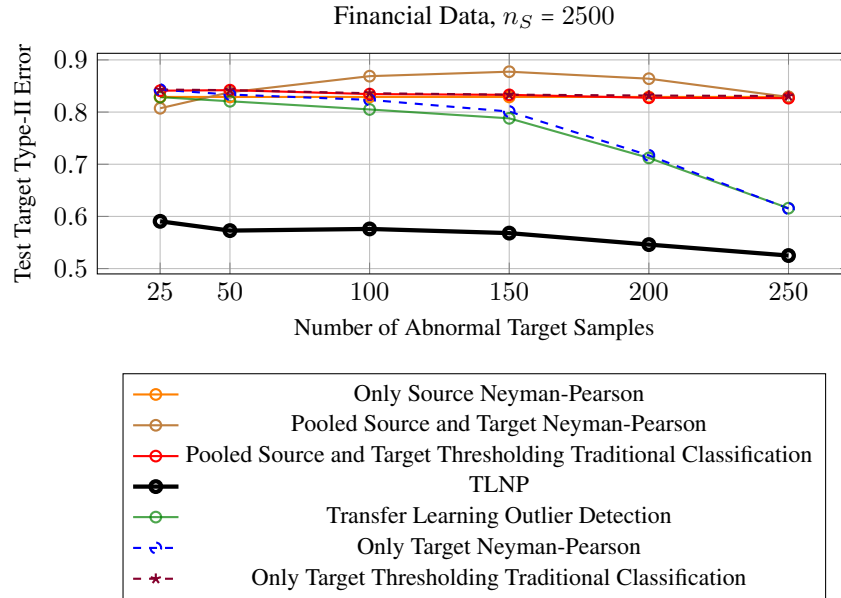 Financial Data, n_S = 2500
Test Target Type-II Error
0.9
0.8
0.7
0.6
0.5
25 50 100 150 200 250
Number of Abnormal Target Samples
Only Source Neyman-Pearson
Pooled Source and Target Neyman-Pearson
Pooled Source and Target Thresholding Traditional Classification
TLNP
Transfer Learning Outlier Detection
Only Target Neyman-Pearson
Only Target Thresholding Traditional Classification